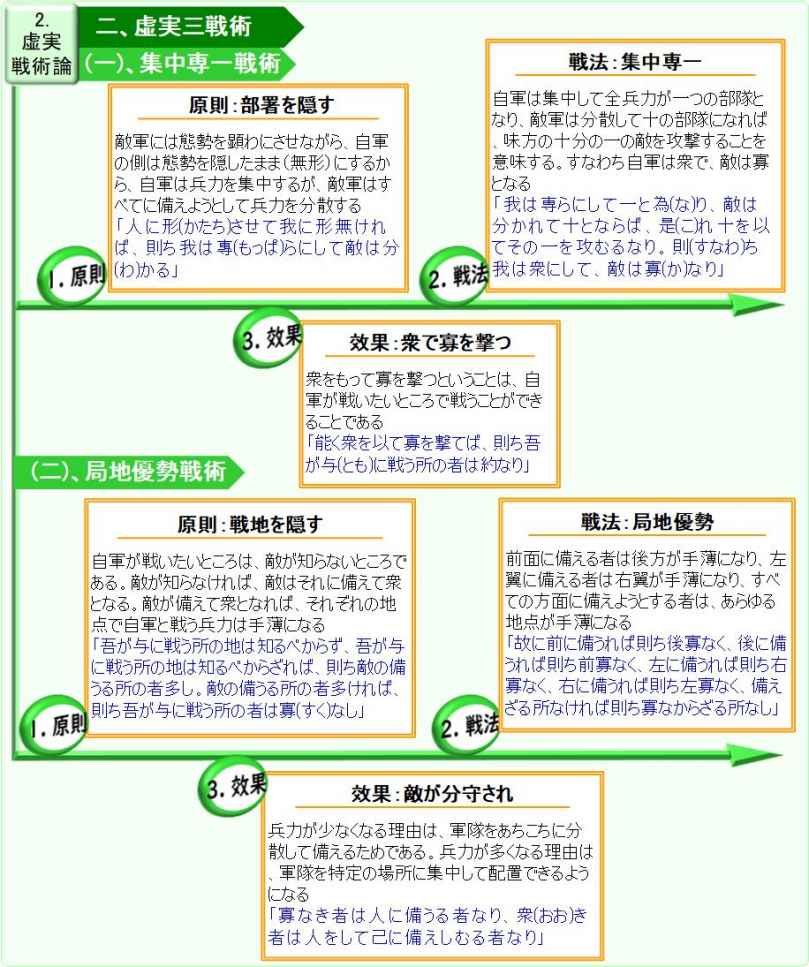 2.
虚実
戦術論
二、虚実三戦術
(一)、集中専一戦術
原則：部署を隠す
敵軍には態勢を顕わにさせながら、自軍
の側は態勢を隠したまま（無形）にするか
ら、自軍は兵力を集中するが、敵軍はす
べてに備えようとして兵力を分散する
「人に形(かたち)させて我に形無けれ
ば、則ち我は専(もっぱ)らにして敵は分
(わ)かる」
1.原則
戦法：集中専一
自軍は集中して全兵力が一つの部隊と
なり、敵軍は分散して十の部隊になれば
、味方の十分の一の敵を攻撃することを
意味する。すなわち自軍は衆で、敵は寡
となる
「我は専らにして一と為(な)り、敵は
分かれて十とならば、是(こ)れ十を以
てその一を攻むるなり。則(すなわ)ち
我は衆にして、敵は寡(か)なり」
2.戦法
3.効果
効果：衆で寡を撃つ
衆をもって寡を撃つということは、自
軍が戦いたいところで戦うことができ
ることである
「能く衆を以て寡を撃てば、則ち吾
が与(とも)に戦う所の者は約なり」
(二)、局地優勢戦術
原則：戦地を隠す
自軍が戦いたいところは、敵が知らないところで
ある。敵が知らなければ、敵はそれに備えて衆
となる。敵が備えて衆となれば、それぞれの地
点で自軍と戦う兵力は手薄になる
「吾が与に戦う所の地は知るべからず、吾が与
に戦う所の地は知るべからざれば、則ち敵の備
うる所の者多し。敵の備うる所の者多ければ、
則ち吾が与に戦う所の者は寡(すく)なし」
1.原則
戦法：局地優勢
前面に備える者は後方が手薄になり、左
翼に備える者は右翼が手薄になり、すべ
ての方面に備えようとする者は、あらゆる
地点が手薄になる
「故に前に備うれば則ち後寡なく、後に備
うれば則ち前寡なく、左に備うれば則ち右
寡なく、右に備うれば則ち左寡なく、備え
ざる所なければ則ち寡なからざる所なし」
2.戦法
3.効果
効果：敵が分守され
兵力が少なくなる理由は、軍隊をあちこちに分
散して備えるためである。兵力が多くなる理由は
、軍隊を特定の場所に集中して配置できるよう
になる
「寡なき者は人に備うる者なり、衆(おお)き
者は人をして己に備えしむる者なり」